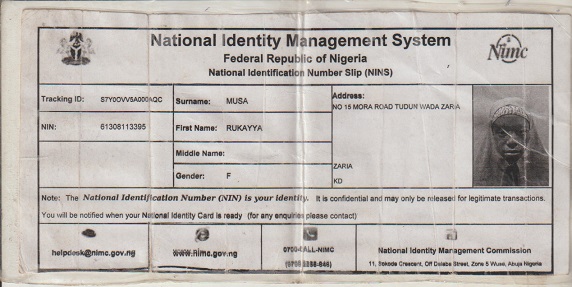 National Identity Management System
Federal Republic of Nigeria
National Identification Number Slip (NINS)
Nimc
Tracking ID: S7Y0OVV5A000AQC
Surname: MUSA
Address:
NO 15 MORA ROAD TUDUN WADA ZARIA
NIN: 61308113395
First Name: RUKAYYA
Middle Name:
ZARIA
Gender: F
KD
Note: The National Identification Number (NIN) is your identity. It is confidential and may only be released for legitimate transactions.
You will be notified when your National Identity Card is ready (for any enquiries please contact)
helpdesk@nimc.gov.ng
www.nimc.gov.ng
0700-CALL-NIMC
National Identity Management Commission
11, Sokode Crescent, Off Dalaba Street, Zone 5 Wuse, Abuja Nigeria